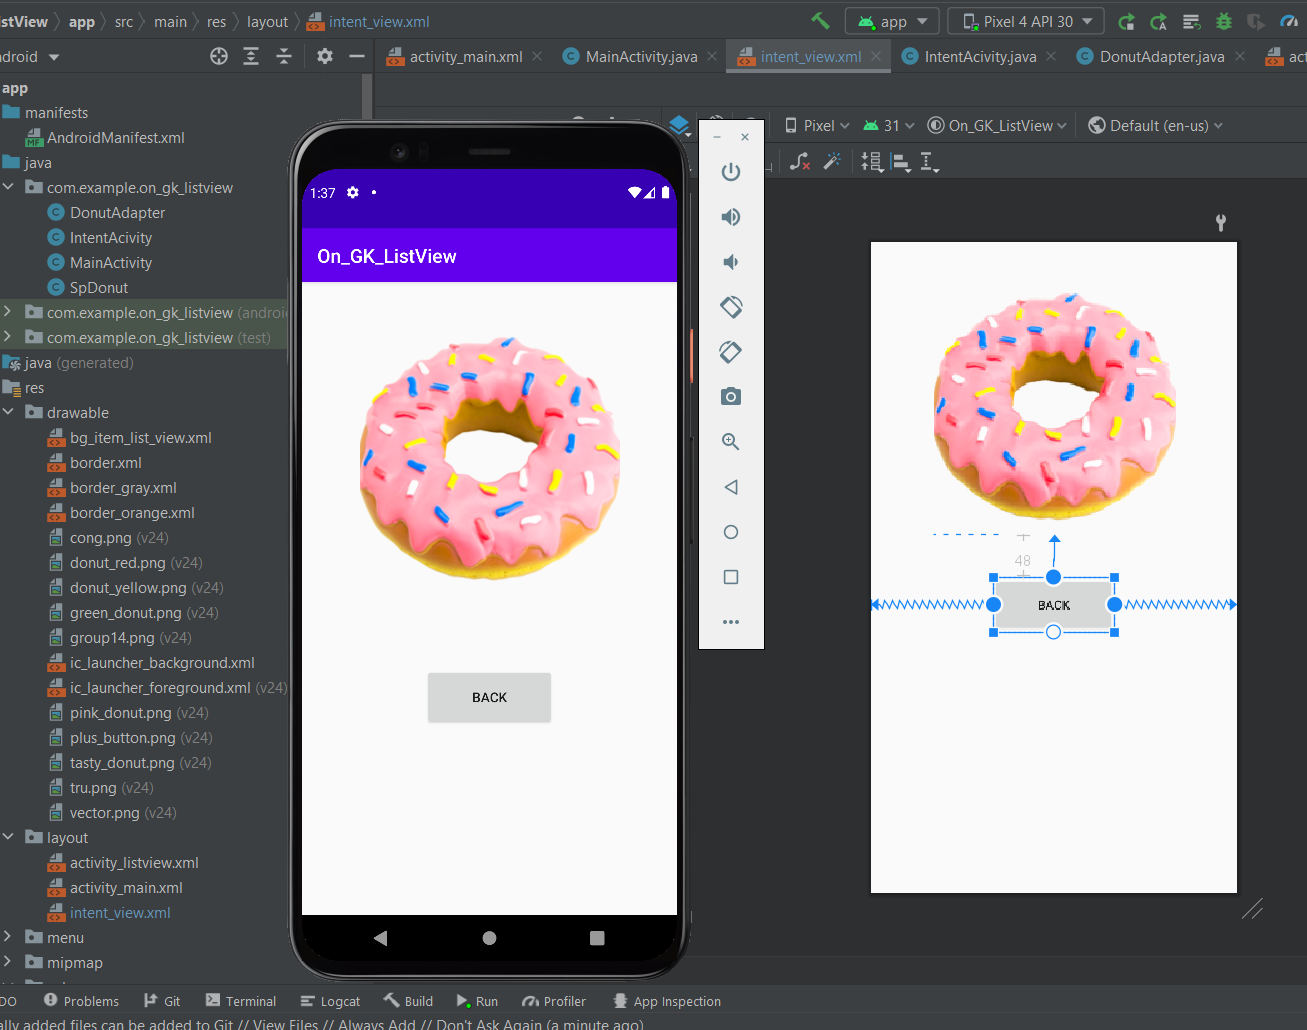 istView app src main res layout intent_view.xml
app Pixel 4 API 30
ndroid
activity_main.xml MainActivity.java intent_view.xml IntentAcivity.java DonutAdapter.java act
Pixel 31 On_GK_ListView Default (en-us)
app
manifests
MF AndroidManifest.xml
java
com.example.on_gk_listview
C DonutAdapter
C IntentAcivity
C MainActivity
C SpDonut
com.example.on_gk_listview (androi
com.example.on_gk_listview (test)
java (generated)
res
drawable
bg_item_list_view.xml
border.xml
border_gray.xml
border_orange.xml
cong.png (v24)
donut_red.png (v24)
donut_yellow.png (v24)
green_donut.png (v24)
group14.png (v24)
ic_launcher_background.xml
ic_launcher_foreground.xml (v24)
pink_donut.png (v24)
plus_button.png (v24)
tasty_donut.png (v24)
tru.png (v24)
vector.png (v24)
layout
activity_listview.xml
activity_main.xml
intent_view.xml
menu
mipmap
1:37
On_GK_ListView
BACK
48
BACK
DO Problems Git Terminal Logcat Build Run Profiler App Inspection
ally added files can be added to Git // View Files // Always Add // Don't Ask Again (a minute ago)